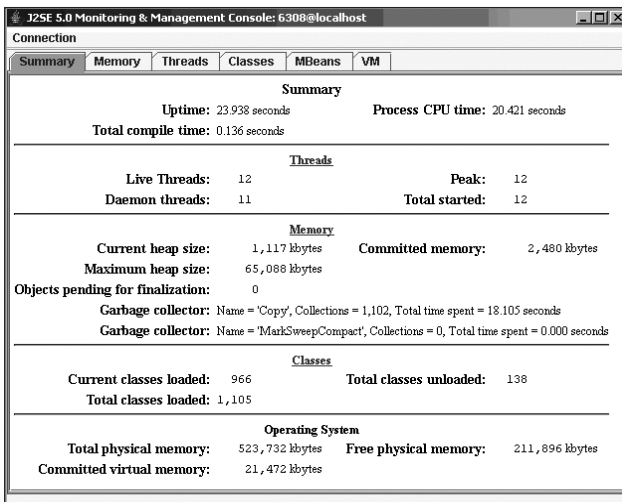 J2SE 5.0 Monitoring & Management Console: 6308@localhost
Connection
Summary Memory Threads Classes MBeans VM
Summary
Uptime: 23.938 seconds Process CPU time: 20.421 seconds
Total compile time: 0.136 seconds
Threads
Live Threads: 12 Peak: 12
Daemon threads: 11 Total started: 12
Memory
Current heap size: 1,117 kbytes Committed memory: 2,480 kbytes
Maximum heap size: 65,088 kbytes
Objects pending for finalization: 0
Garbage collector: Name = 'Copy', Collections = 1,102, Total time spent = 18.105 seconds
Garbage collector: Name = 'MarkSweepCompact', Collections = 0, Total time spent = 0.000 seconds
Classes
Current classes loaded: 966 Total classes unloaded: 138
Total classes loaded: 1,105
Operating System
Total physical memory: 523,732 kbytes Free physical memory: 211,896 kbytes
Committed virtual memory: 21,472 kbytes